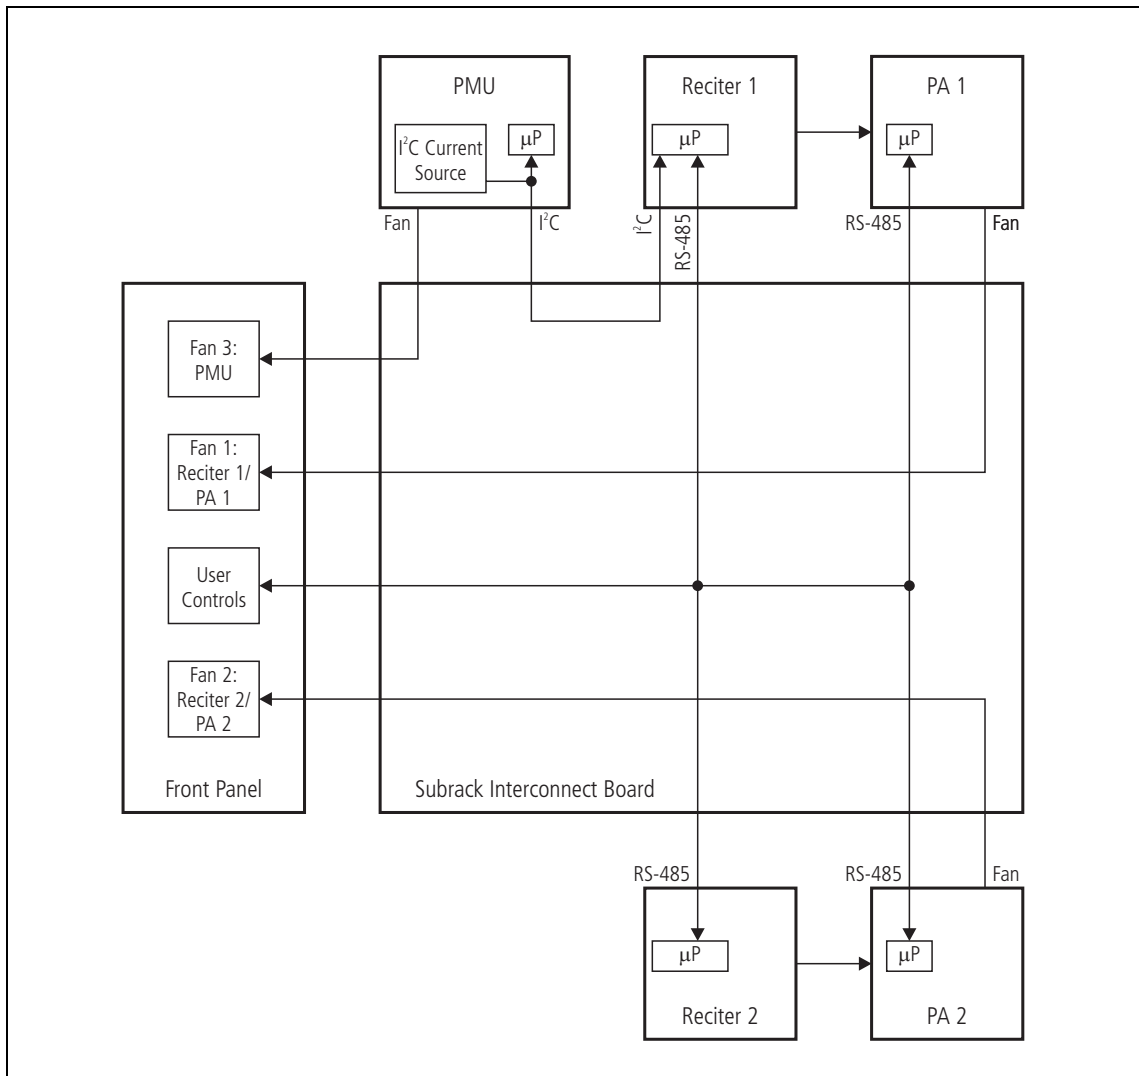 PMU
Reciter 1
PA 1
I²C Current
Source
μP
μP
μP
Fan
I²C
I²C
RS-485
RS-485
Fan
Fan 3:
PMU
Fan 1:
Reciter 1/
PA 1
User
Controls
Fan 2:
Reciter 2/
PA 2
Front Panel
Subrack Interconnect Board
RS-485
RS-485
Fan
μP
μP
Reciter 2
PA 2